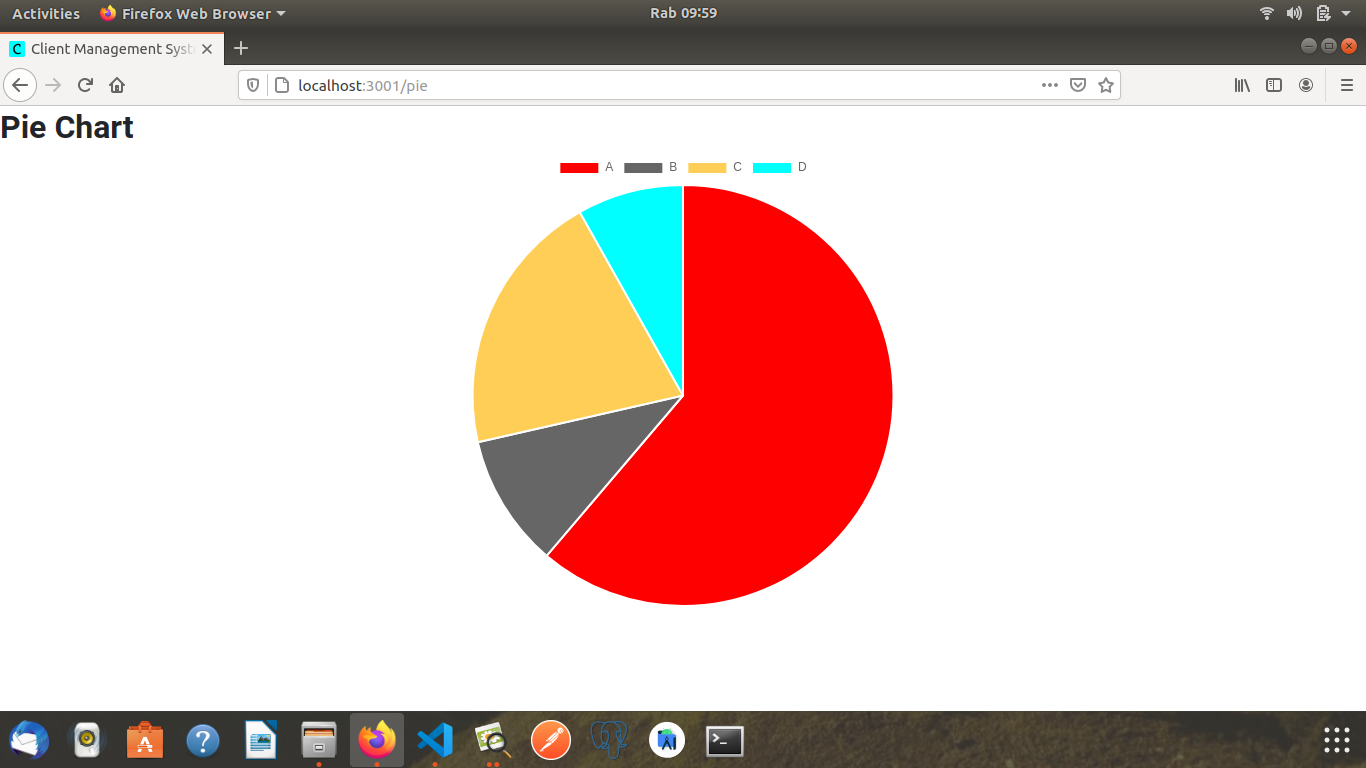 Activities Firefox Web Browser Rab 09:59
C Client Management Syst
localhost:3001/pie
Pie Chart
A B C D